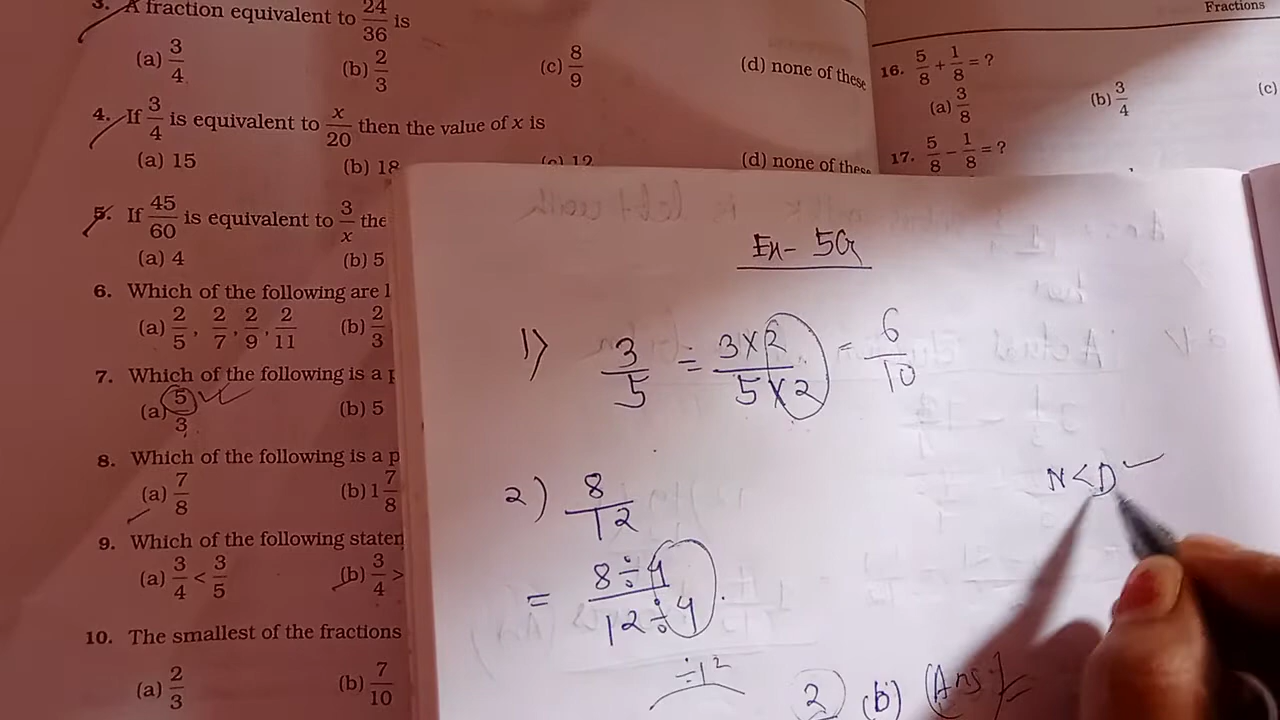 3. A fraction equivalent to 24/36 is
(a) 3/4 (b) 2/3 (c) 8/9 (d) none of these
4. If 3/4 is equivalent to x/20 then the value of x is
(a) 15 (b) 18 (c) 12 (d) none of these
5. If 45/60 is equivalent to 3/x the
(a) 4 (b) 5
6. Which of the following are l
(a) 2/5, 2/7, 2/9, 2/11 (b) 2/3
7. Which of the following is a p
(a) 5/3 (b) 5
8. Which of the following is a p
(a) 7/8 (b) 1 7/8
9. Which of the following staten
(a) 3/4 < 3/5 (b) 3/4 >
10. The smallest of the fractions
(a) 2/3 (b) 7/10
Fractions
16. 5/8 + 1/8 = ?
(a) 3/8 (b) 3/4 (c)
17. 5/8 - 1/8 = ?
Ex- 5G
1) 3/5 = 3×2/5×2 = 6/10
2) 8/12
= 8÷4/12÷4
N<D
÷12
2 (b) (Ans)=